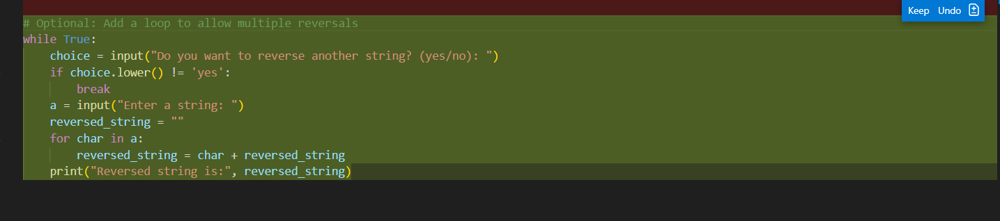 Keep Undo
# Optional: Add a loop to allow multiple reversals
while True:
    choice = input("Do you want to reverse another string? (yes/no): ")
    if choice.lower() != 'yes':
        break
    a = input("Enter a string: ")
    reversed_string = ""
    for char in a:
        reversed_string = char + reversed_string
    print("Reversed string is:", reversed_string)